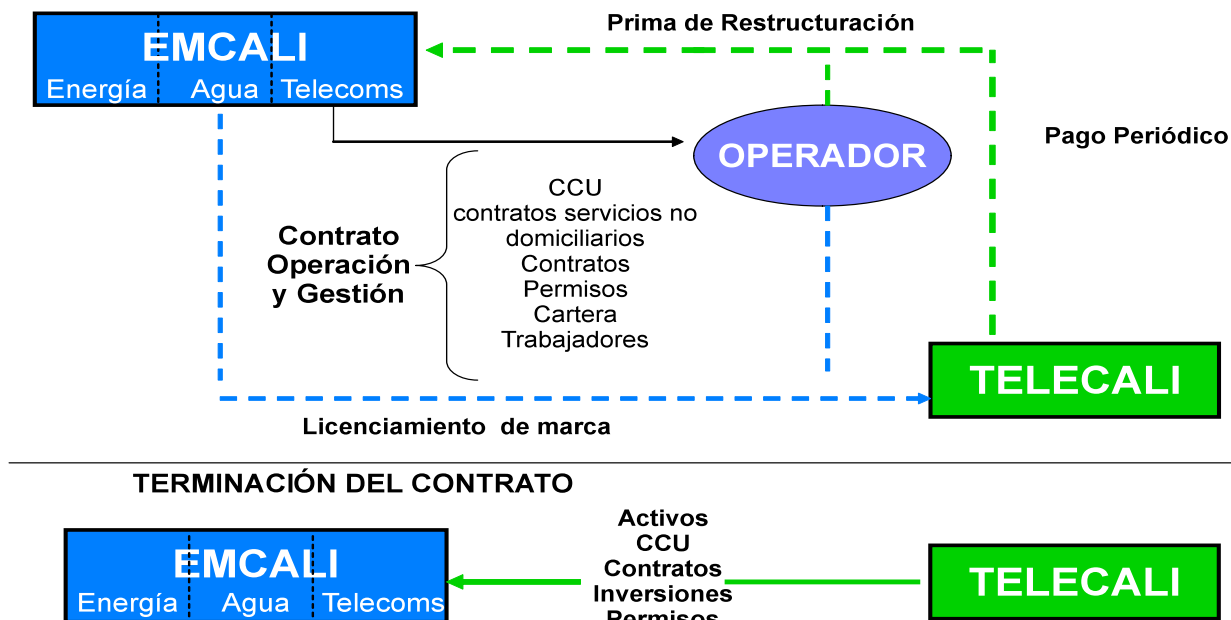 Prima de Restructuración
EMCALI
Energía Agua Telecoms
OPERADOR
Pago Periódico
CCU
contratos servicios no
domiciliarios
Contratos
Permisos
Cartera
Trabajadores
Contrato
Operación
y Gestión
TELECALI
Licenciamiento de marca
TERMINACIÓN DEL CONTRATO
EMCALI
Energía Agua Telecoms
Activos
CCU
Contratos
Inversiones
Permisos
TELECALI